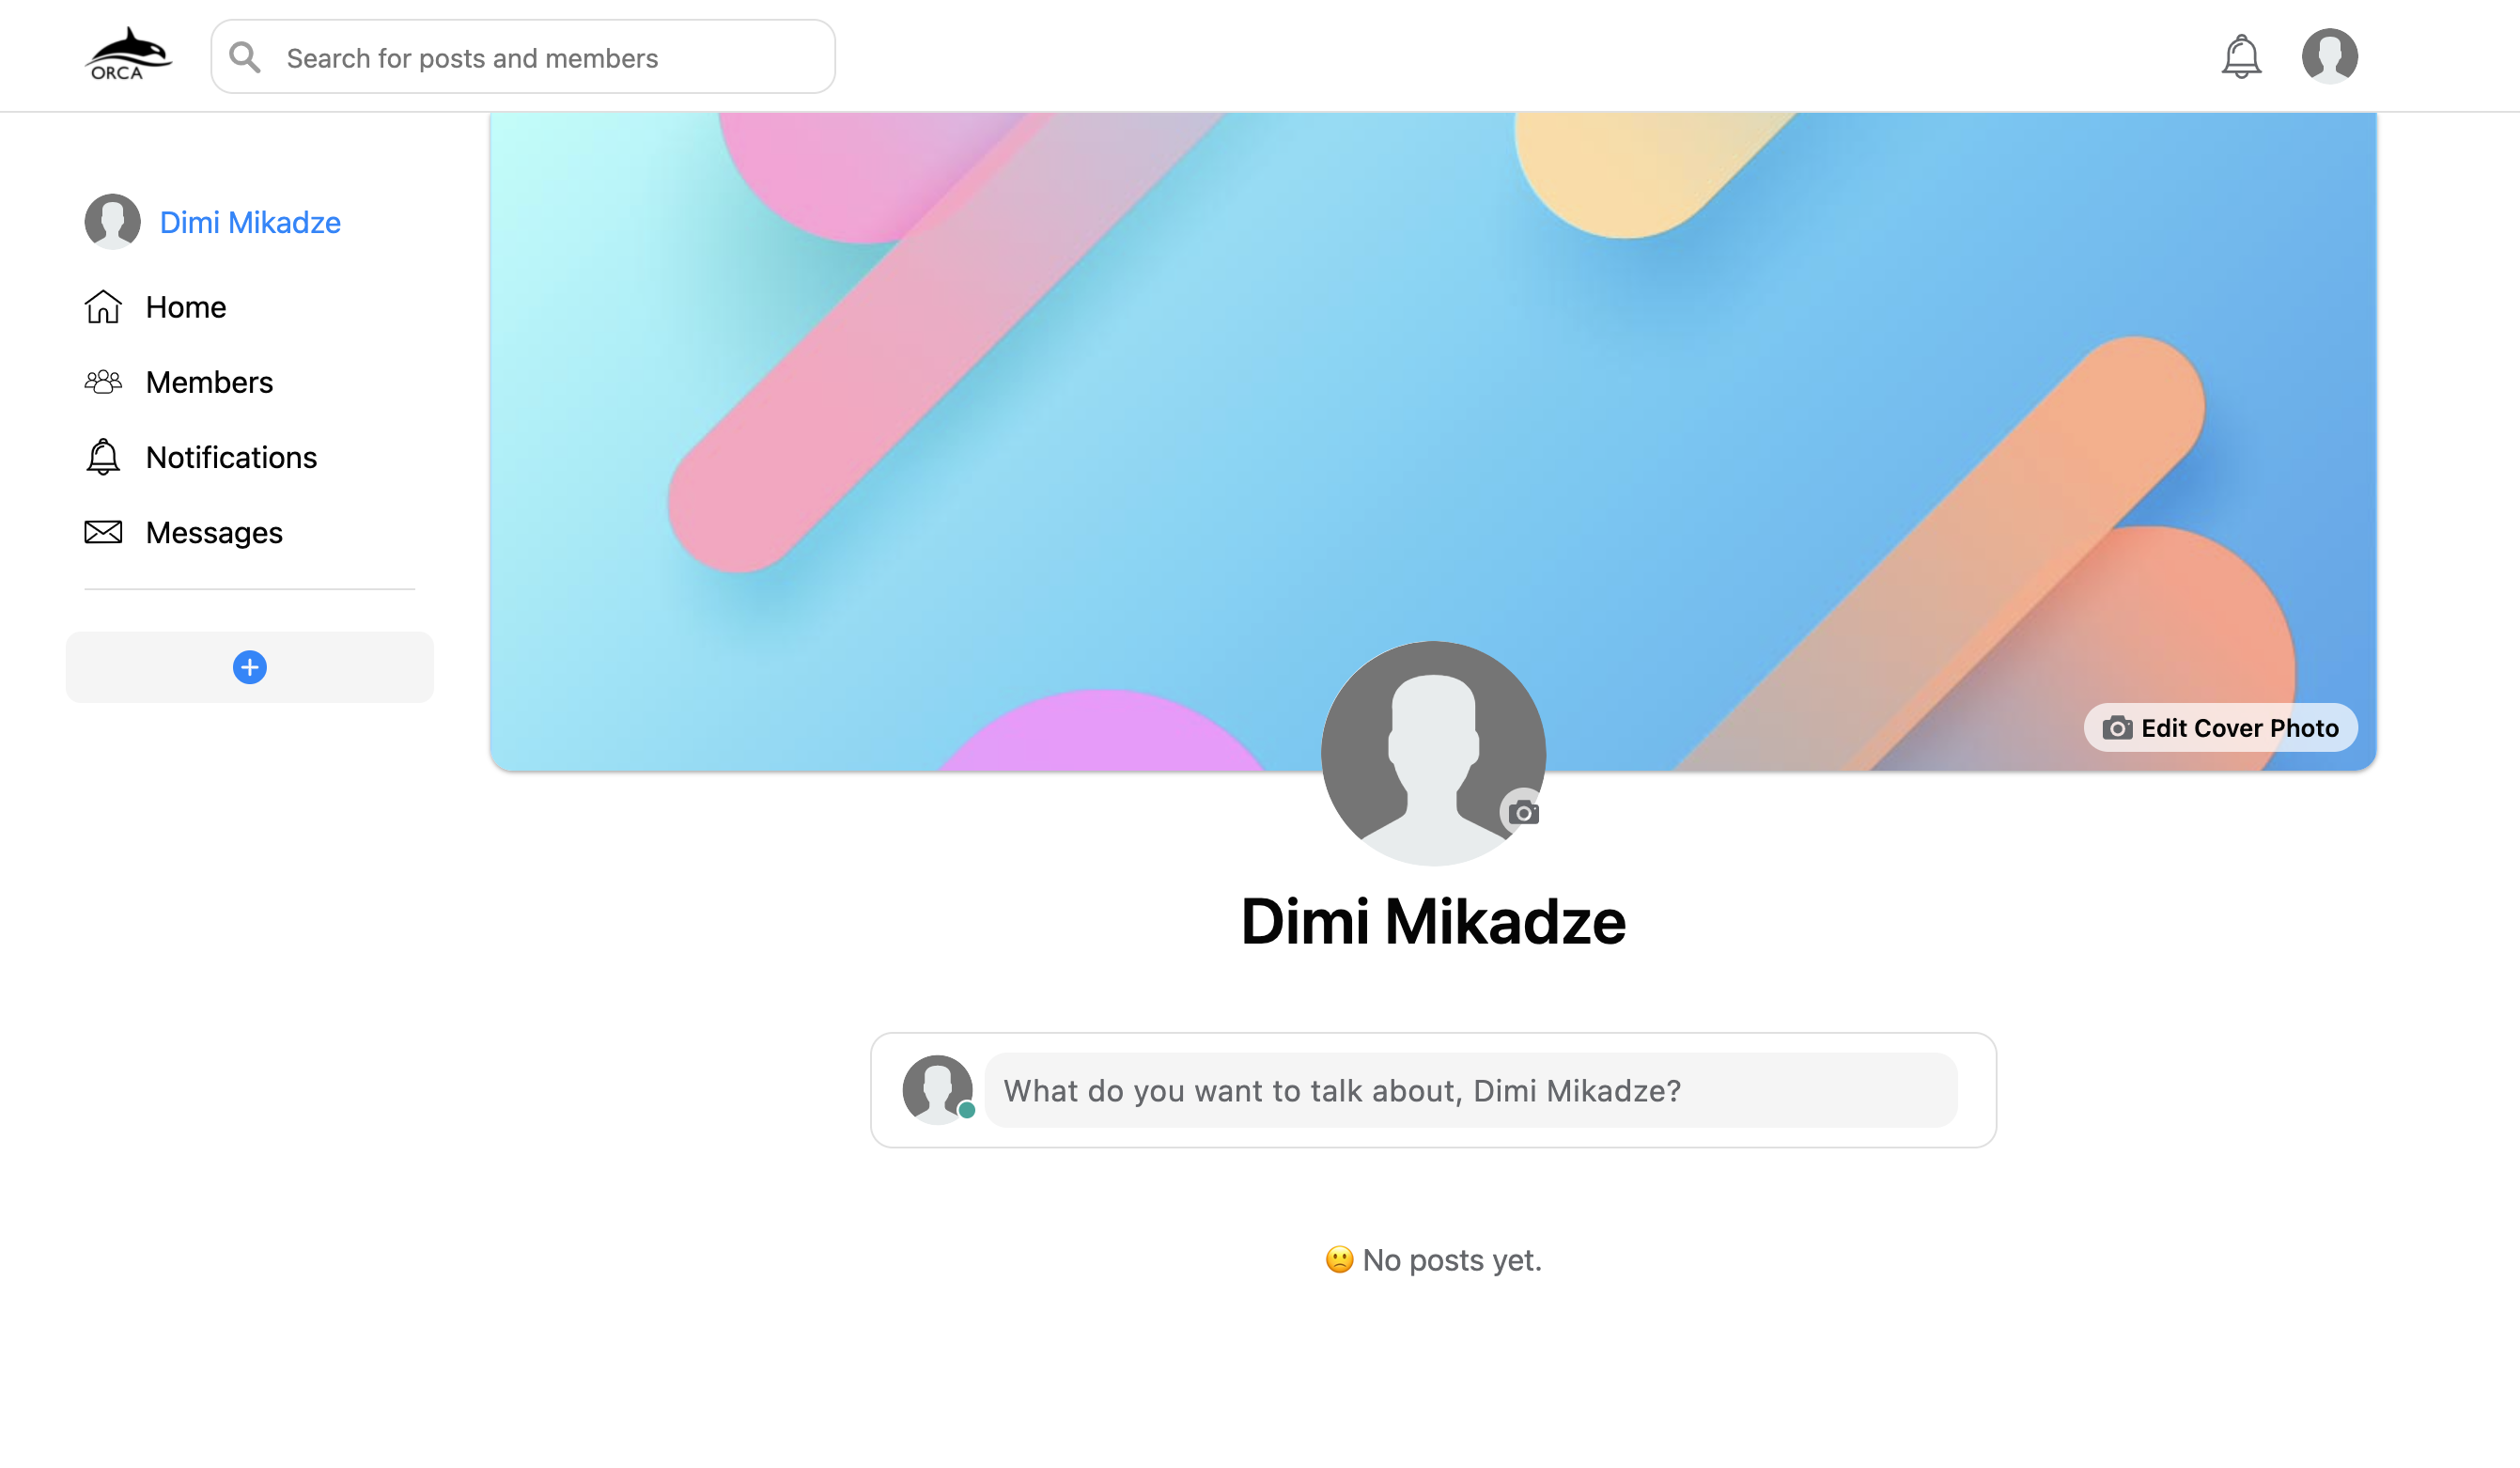 ORCA
Search for posts and members
Dimi Mikadze
Home
Members
Notifications
Messages
Edit Cover Photo
Dimi Mikadze
What do you want to talk about, Dimi Mikadze?
No posts yet.